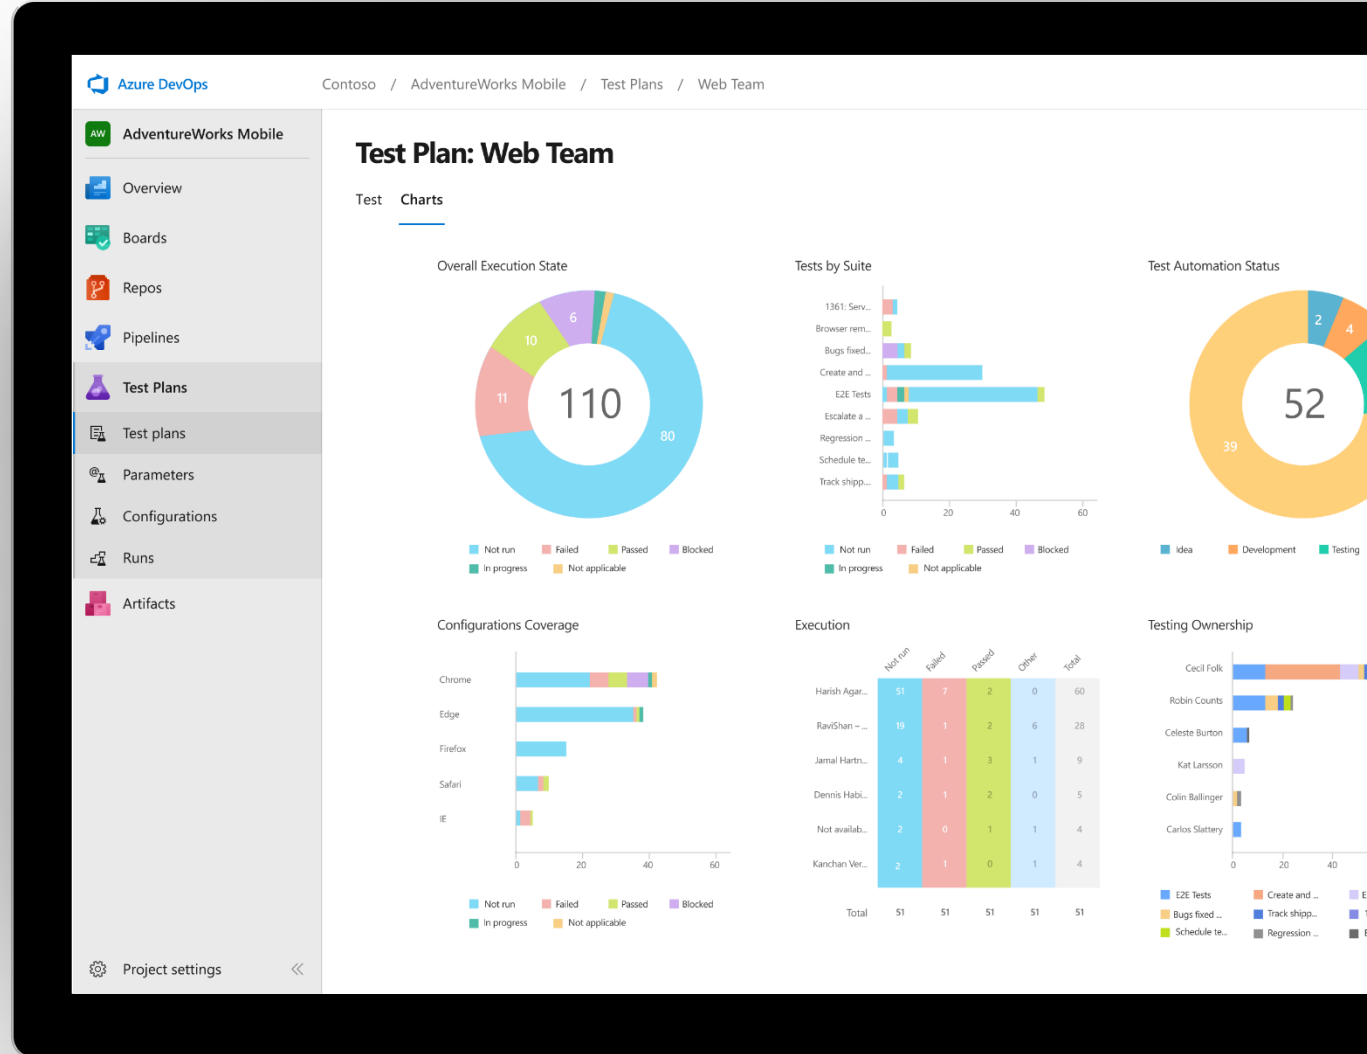 Azure DevOps
Contoso / AdventureWorks Mobile / Test Plans / Web Team
AW AdventureWorks Mobile
Overview
Boards
Repos
Pipelines
Test Plans
Test plans
Parameters
Configurations
Runs
Artifacts
Project settings
Test Plan: Web Team
Test Charts
Overall Execution State
6
10
11
110
80
Not run Failed Passed Blocked
In progress Not applicable
Tests by Suite
1361: Serv...
Browser rem...
Bugs fixed...
Create and ...
E2E Tests
Escalate a ...
Regression ...
Schedule te...
Track shipp...
0 20 40 60
Not run Failed Passed Blocked
In progress Not applicable
Test Automation Status
2
4
52
39
Idea Development Testing
Configurations Coverage
Chrome
Edge
Firefox
Safari
IE
0 20 40 60
Not run Failed Passed Blocked
In progress Not applicable
Execution
Not run Failed Passed Other Total
Harish Agar... 51 7 2 0 60
RaviShan – ... 19 1 2 6 28
Jamal Hartn... 4 1 3 1 9
Dennis Habi... 2 1 2 0 5
Not availab... 2 0 1 1 4
Kanchan Ver... 2 1 0 1 4
Total 51 51 51 51 51
Testing Ownership
Cecil Folk
Robin Counts
Celeste Burton
Kat Larsson
Colin Ballinger
Carlos Slattery
0 20 40
E2E Tests Create and ...
Bugs fixed ... Track shipp...
Schedule te... Regression ...